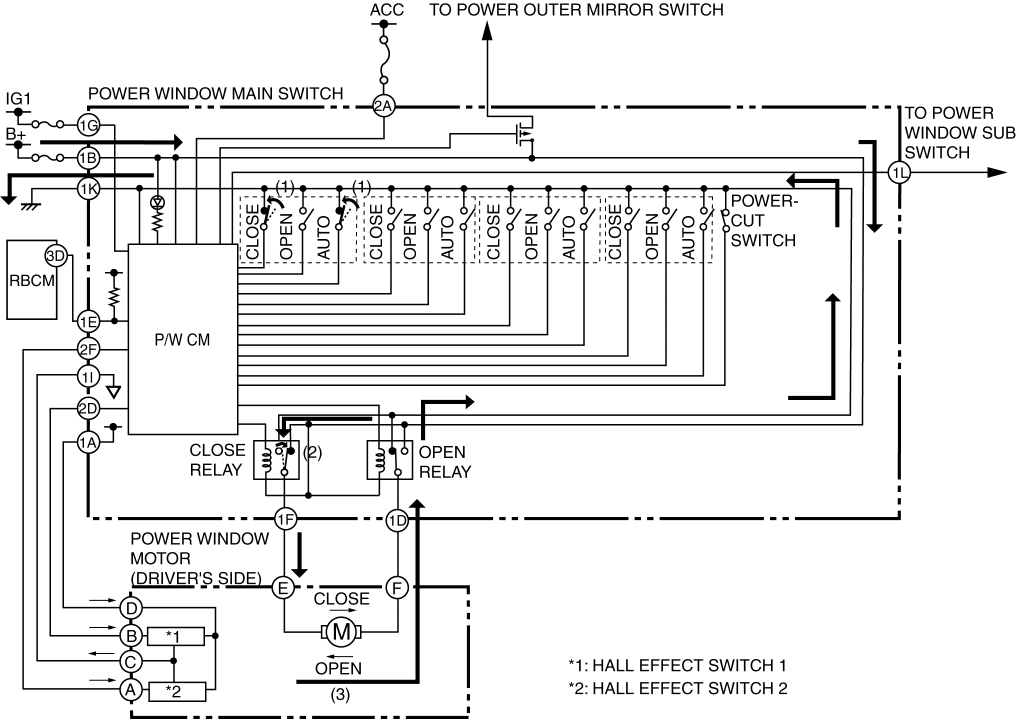 ACC
TO POWER OUTER MIRROR SWITCH
IG1
POWER WINDOW MAIN SWITCH
2A
TO POWER
WINDOW SUB
SWITCH
1G
B+
1B
1K
1L
(1)
(1)
CLOSE
OPEN
AUTO
CLOSE
OPEN
AUTO
CLOSE
OPEN
AUTO
CLOSE
OPEN
AUTO
POWER-
CUT
SWITCH
3D
RBCM
1E
P/W CM
2F
1I
2D
1A
CLOSE
RELAY
(2)
OPEN
RELAY
1F
1D
POWER WINDOW
MOTOR
(DRIVER'S SIDE)
E
F
CLOSE
M
OPEN
(3)
D
B
*1
C
A
*2
*1: HALL EFFECT SWITCH 1
*2: HALL EFFECT SWITCH 2